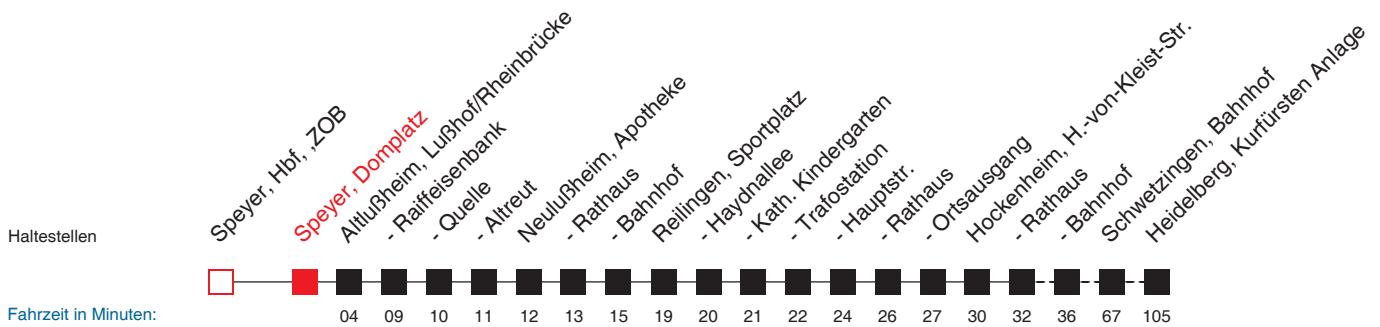 Speyer, Hbf, ,ZOB
Speyer, Domplatz
Altlußheim, Lußhof/Rheinbrücke
- Raiffeisenbank
- Quelle
- Altreut
Neulußheim, Apotheke
- Rathaus
- Bahnhof
Reilingen, Sportplatz
- Haydnallee
- Kath. Kindergarten
- Trafostation
- Hauptstr.
- Rathaus
- Ortsausgang
Hockenheim, H.-von-Kleist-Str.
- Rathaus
- Bahnhof
Schwetzingen, Bahnhof
Heidelberg, Kurfürsten Anlage
Haltestellen
Fahrzeit in Minuten: 04 09 10 11 12 13 15 19 20 21 22 24 26 27 30 32 36 67 105